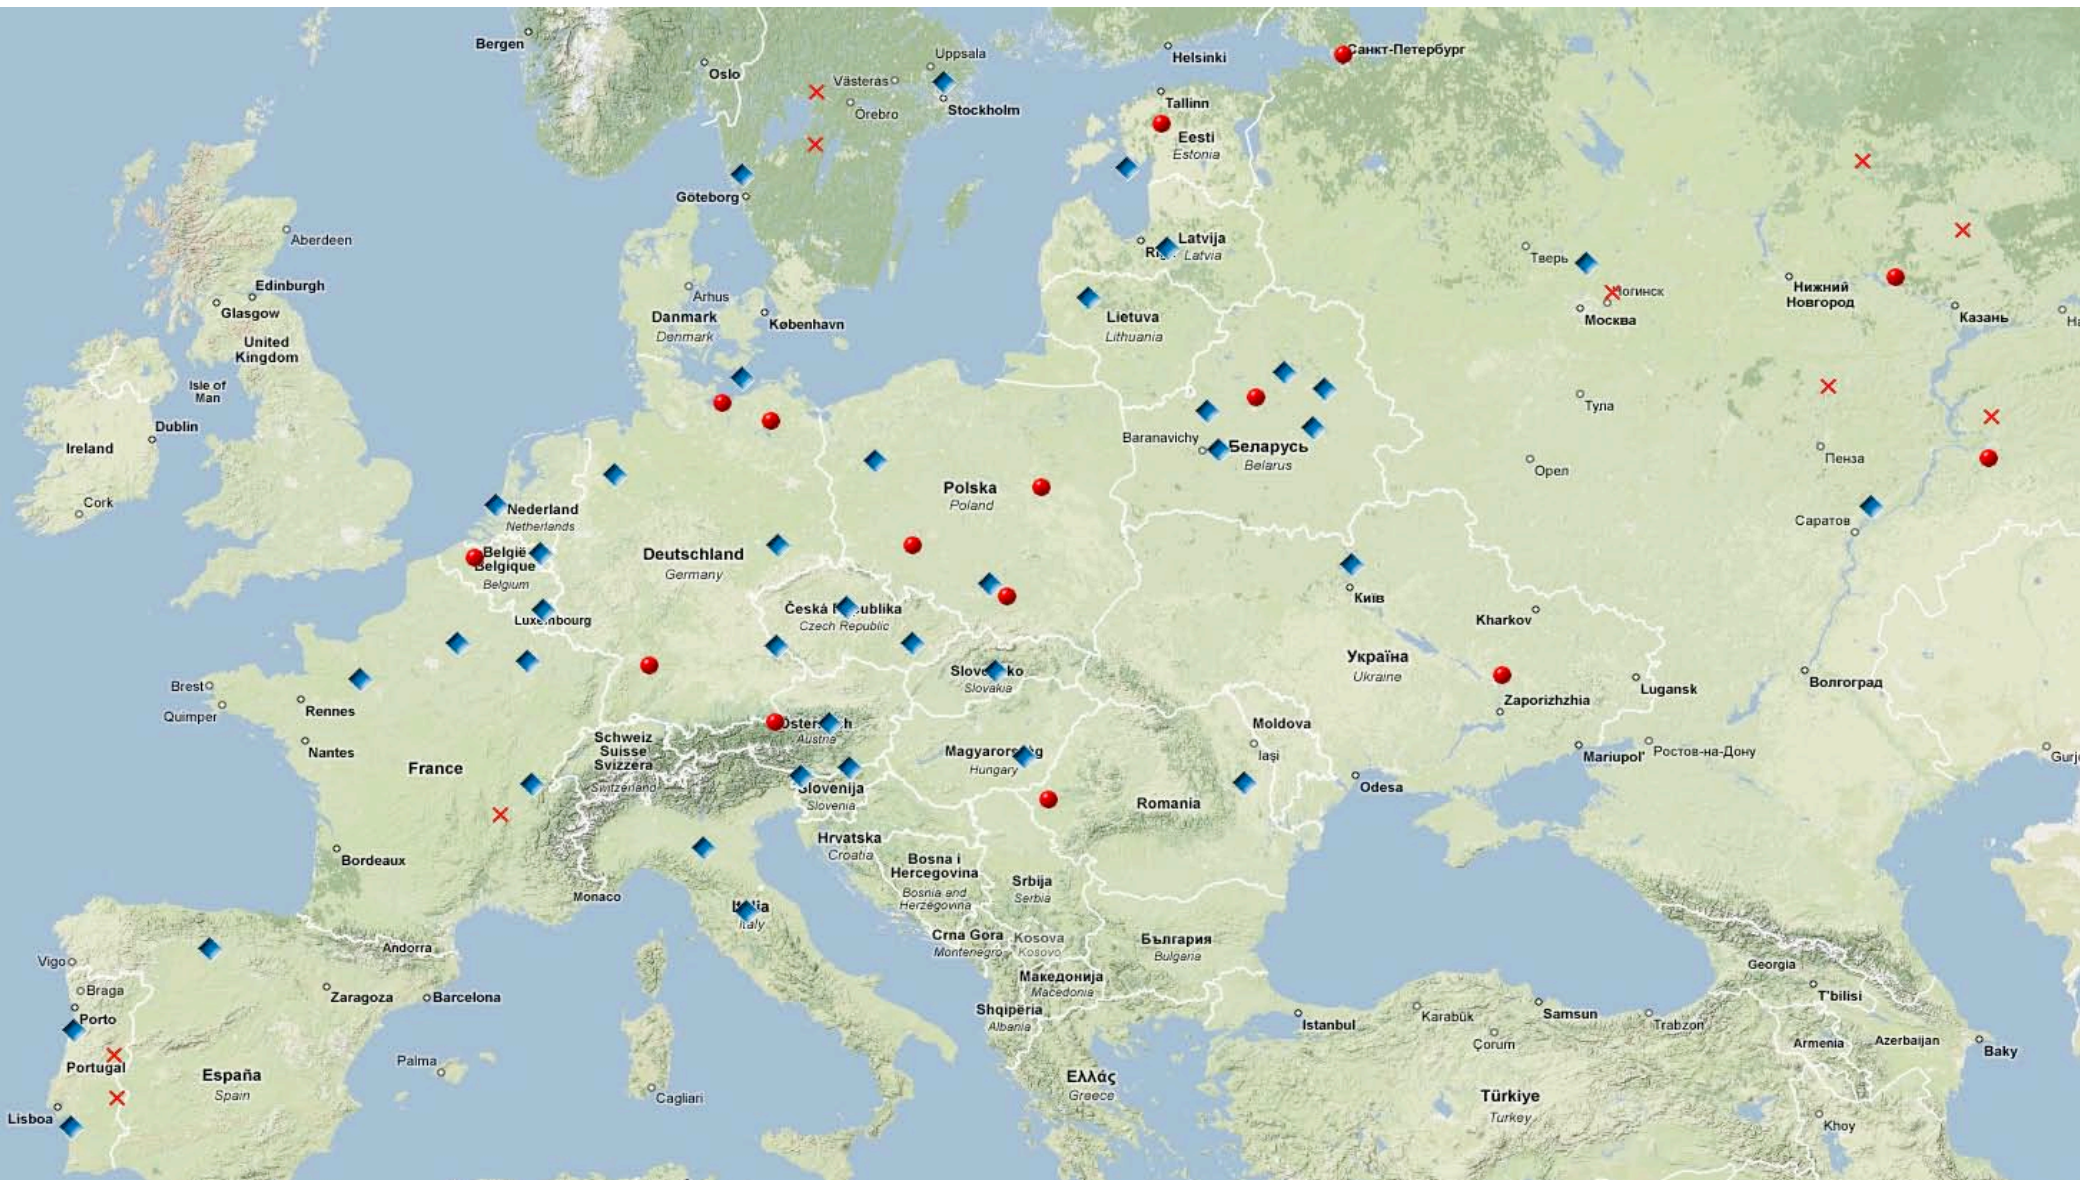 Bergen
Oslo
Uppsala
Västerås
Örebro
Stockholm
Helsinki
Санкт-Петербург
Tallinn
Eesti
Estonia
Göteborg
Aberdeen
Edinburgh
Glasgow
United
Kingdom
Isle of
Man
Dublin
Ireland
Cork
Århus
Danmark
Denmark
København
Latvija
Latvia
Lietuva
Lithuania
Тверь
Москва
Нижний
Новгород
Казань
Тула
Орел
Пенза
Саратов
Baranavichy
Беларусь
Belarus
Polska
Poland
Nederland
Netherlands
België
Belgique
Belgium
Deutschland
Germany
Česká
Czech Republic
Slovakia
Київ
Kharkov
Україна
Ukraine
Zaporizhzhia
Lugansk
Волгоград
Brest
Quimper
Rennes
Nantes
France
Schweiz
Suisse
Svizzera
Switzerland
Austria
Hungary
Moldova
Iași
Mariupol'
Ростов-на-Дону
Odesa
Slovenija
Slovenia
Romania
Bordeaux
Hrvatska
Croatia
Bosna i
Hercegovina
Bosnia and
Herzegovina
Srbija
Serbia
Monaco
Italy
Andorra
Crna Gora
Montenegro
Kosova
Kosovo
България
Bulgaria
Македонија
Macedonia
Shqipëria
Albania
Vigo
Braga
Porto
Zaragoza
Barcelona
Portugal
España
Spain
Palma
Cagliari
Lisboa
Ελλάς
Greece
Istanbul
Karabük
Çorum
Samsun
Trabzon
Türkiye
Turkey
Georgia
T'bilisi
Armenia
Azerbaijan
Baky
Khoy